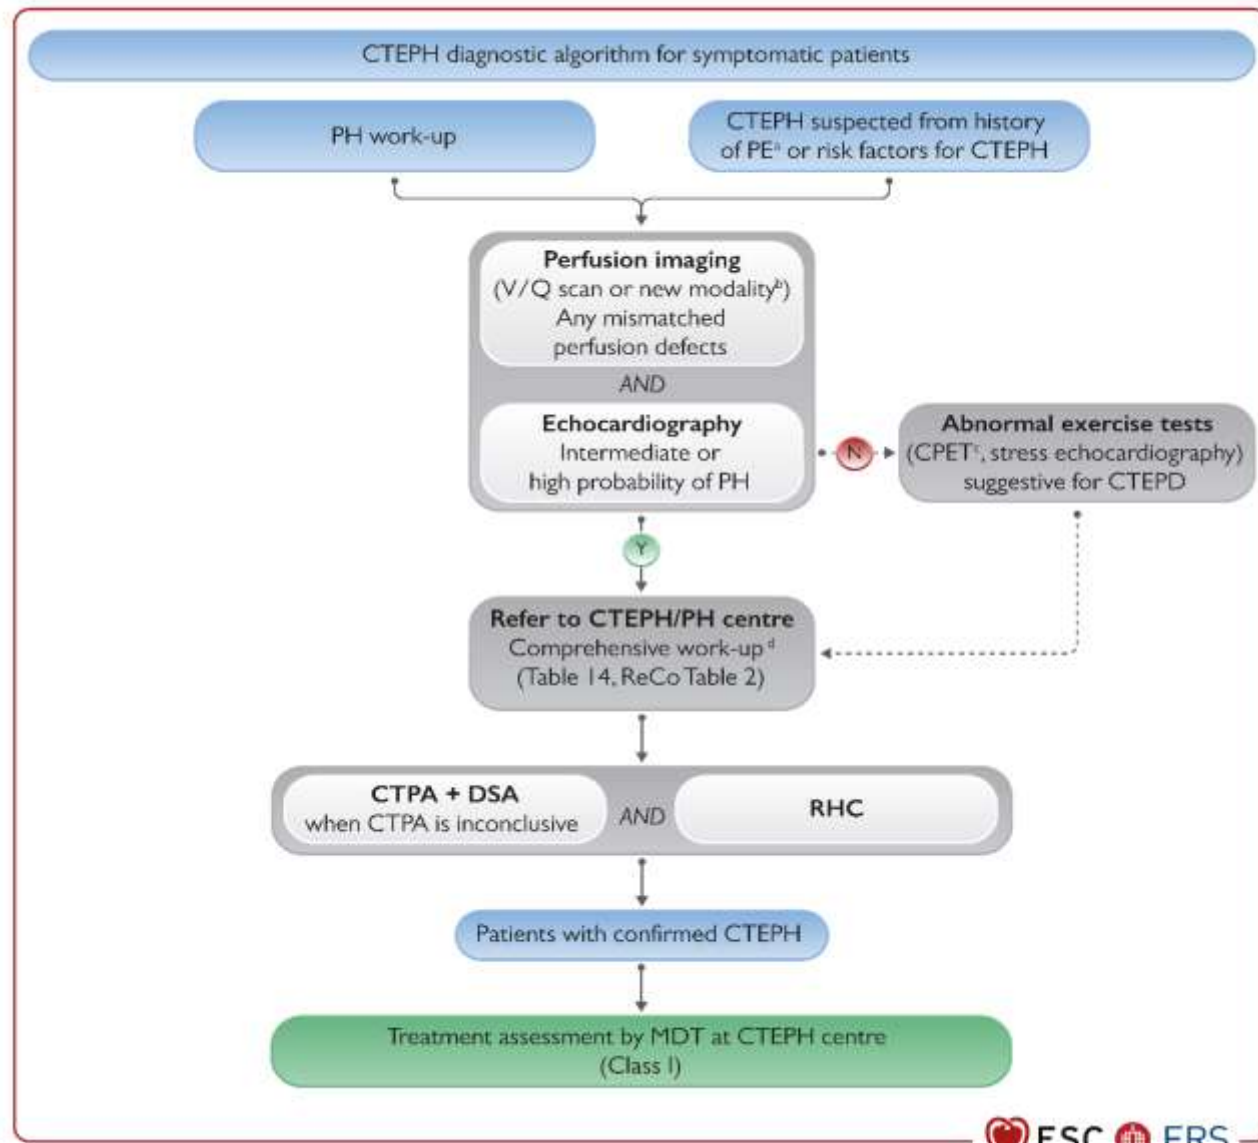 CTEPH diagnostic algorithm for symptomatic patients
PH work-up
CTEPH suspected from history
of PEᵃ or risk factors for CTEPH
Perfusion imaging
(V/Q scan or new modalityᵇ)
Any mismatched
perfusion defects
AND
Echocardiography
Intermediate or
high probability of PH
N
Abnormal exercise tests
(CPETᶜ, stress echocardiography)
suggestive for CTEPD
Y
Refer to CTEPH/PH centre
Comprehensive work-upᵈ
(Table 14, ReCo Table 2)
CTPA + DSA
when CTPA is inconclusive
AND
RHC
Patients with confirmed CTEPH
Treatment assessment by MDT at CTEPH centre
(Class I)
ESC ERS